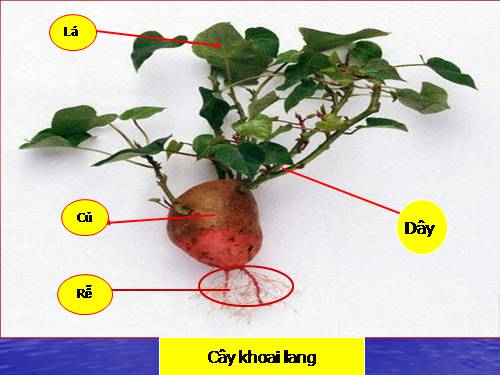 Lá
Củ
Dây
Rễ
Cây khoai lang